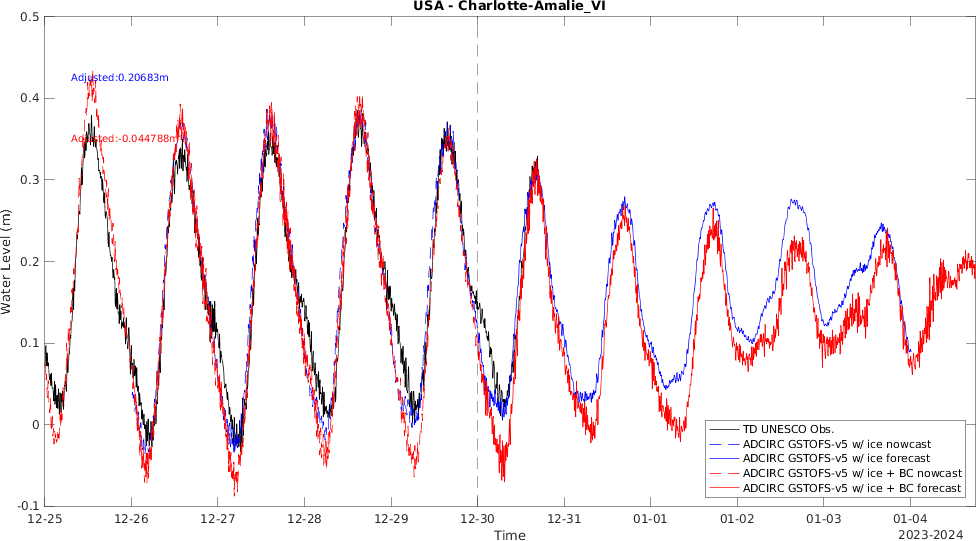 USA - Charlotte-Amalie_VI
0.5
0.4
0.3
0.2
0.1
0
-0.1
Water Level (m)
Adjusted:0.20683m
Adjusted:-0.044788m
TD UNESCO Obs.
ADCIRC GSTOFS-v5 w/ ice nowcast
ADCIRC GSTOFS-v5 w/ ice forecast
ADCIRC GSTOFS-v5 w/ ice + BC nowcast
ADCIRC GSTOFS-v5 w/ ice + BC forecast
12-25 12-26 12-27 12-28 12-29 12-30 12-31 01-01 01-02 01-03 01-04
Time
2023-2024